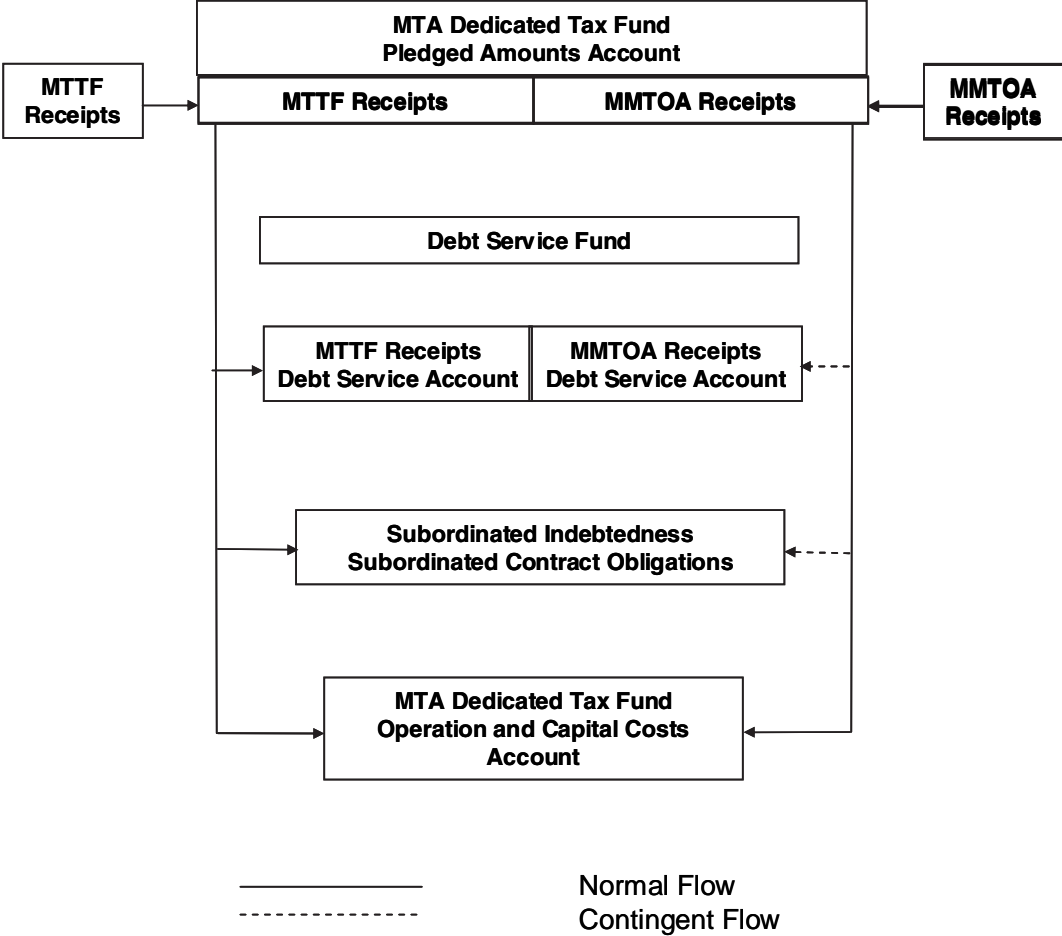 MTA Dedicated Tax Fund
Pledged Amounts Account
MTTF
Receipts
MTTF Receipts
MMTOA Receipts
MMTOA
Receipts
Debt Service Fund
MTTF Receipts
Debt Service Account
MMTOA Receipts
Debt Service Account
Subordinated Indebtedness
Subordinated Contract Obligations
MTA Dedicated Tax Fund
Operation and Capital Costs
Account
Normal Flow
Contingent Flow